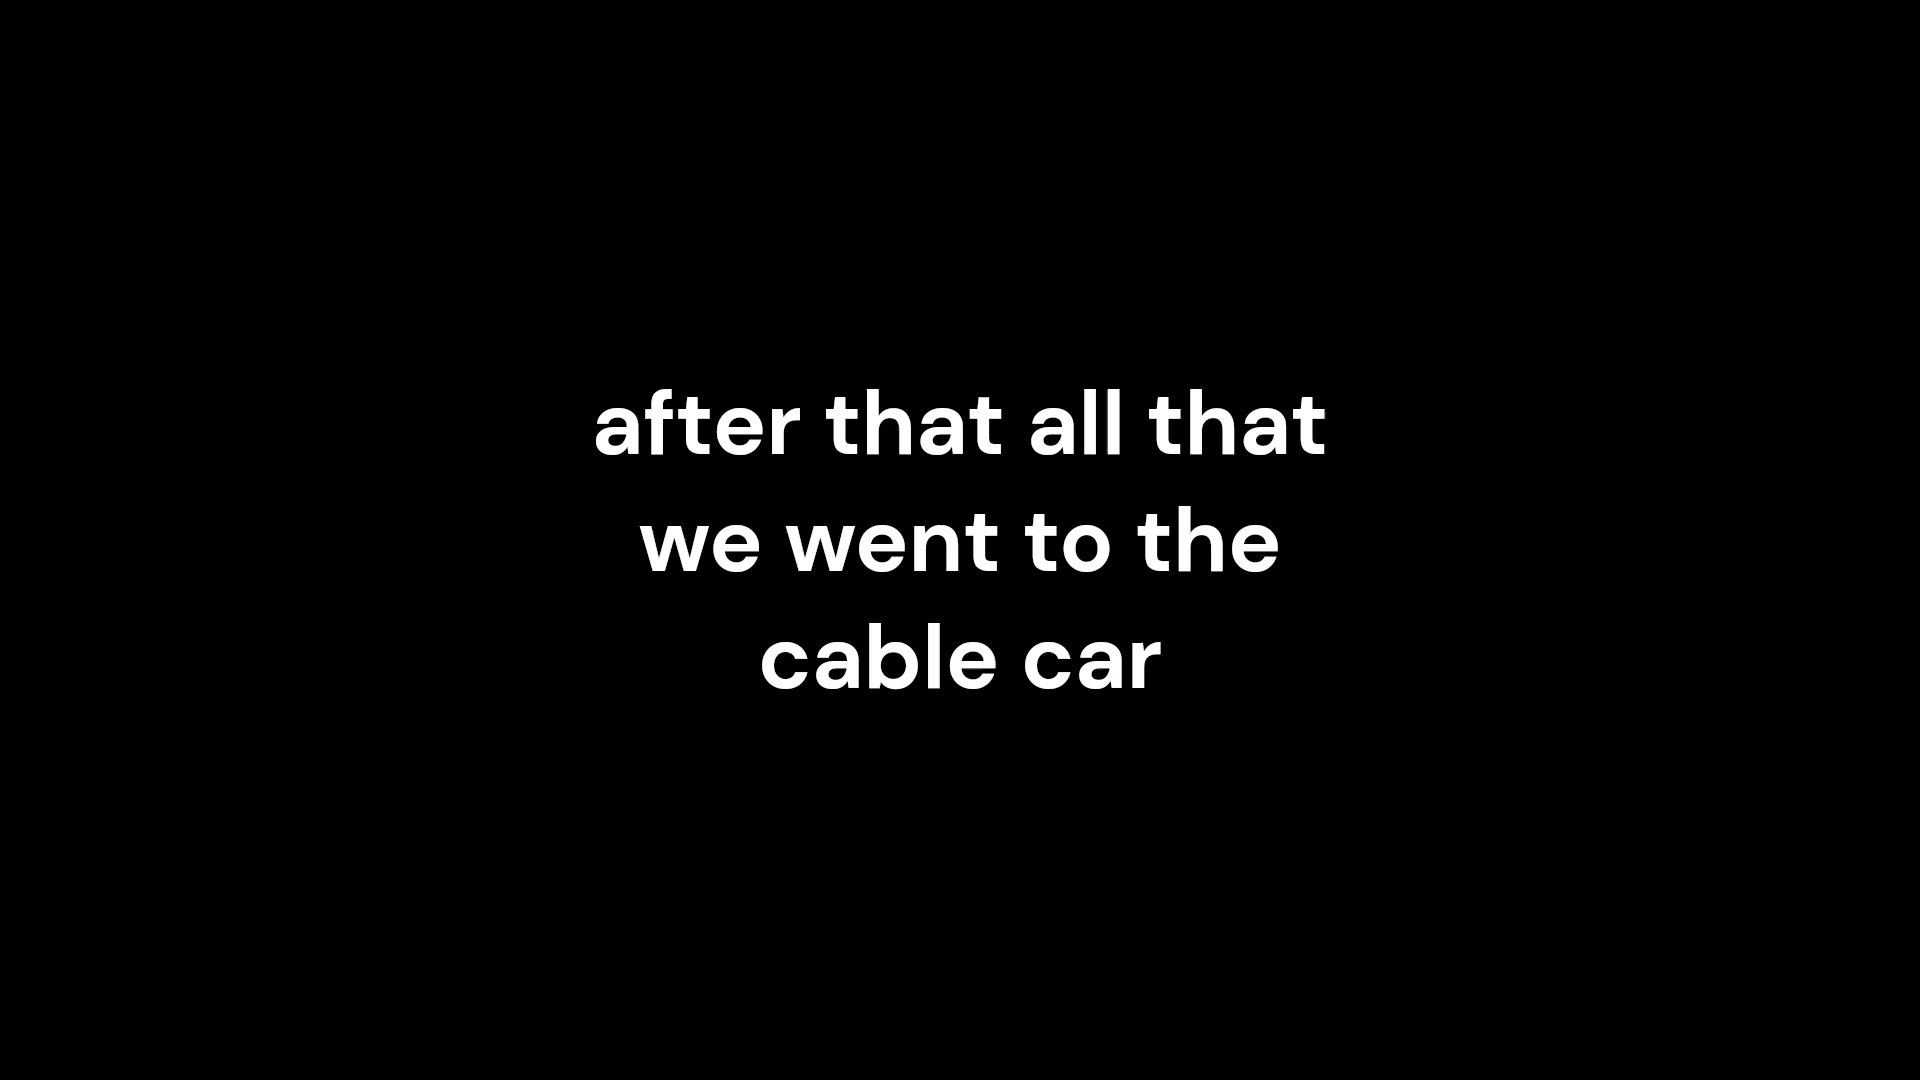 after that all that
we went to the
cable car